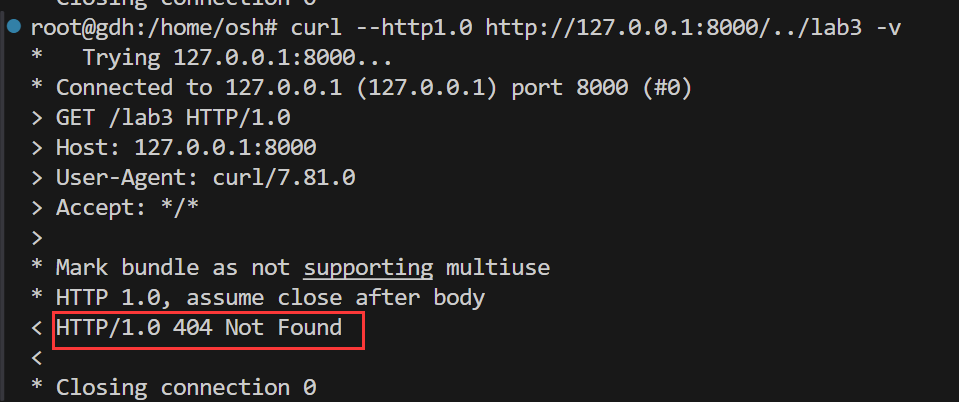 * Closing connection 0
root@gdh:/home/osh# curl --http1.0 http://127.0.0.1:8000/../lab3 -v
*   Trying 127.0.0.1:8000...
* Connected to 127.0.0.1 (127.0.0.1) port 8000 (#0)
> GET /lab3 HTTP/1.0
> Host: 127.0.0.1:8000
> User-Agent: curl/7.81.0
> Accept: */*
>
* Mark bundle as not supporting multiuse
* HTTP 1.0, assume close after body
< HTTP/1.0 404 Not Found
<
* Closing connection 0